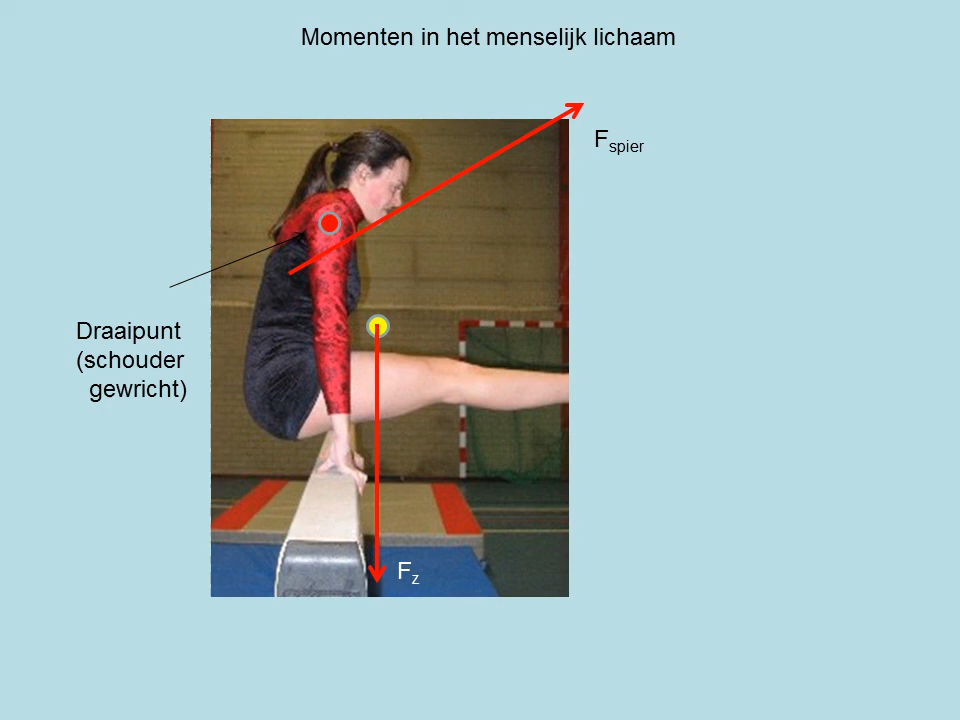 Momenten in het menselijk lichaam
Fspier
Draaipunt
(schouder
gewricht)
Fz